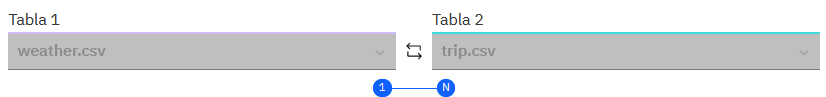 Tabla 1
Tabla 2
weather.csv
trip.csv
1
N